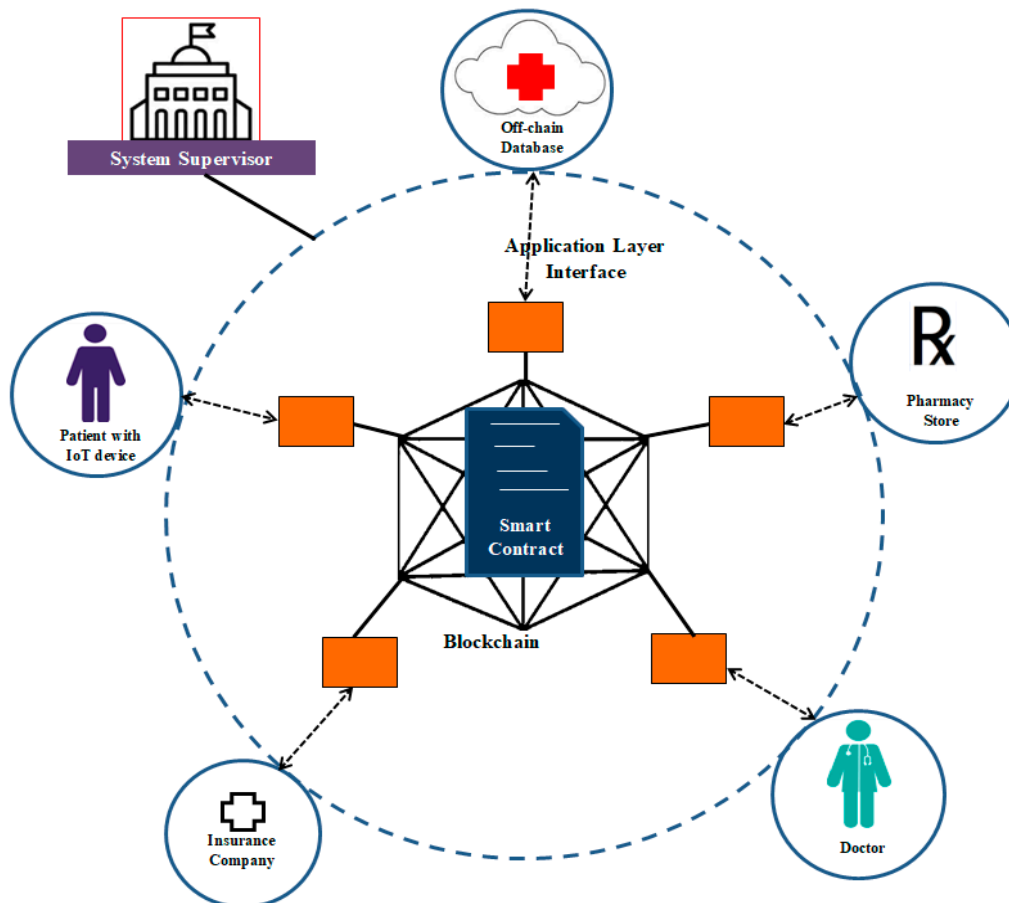 Off-chain
Database
System Supervisor
Application Layer
Interface
Rx
Pharmacy
Store
Patient with
IoT device
Smart
Contract
Blockchain
Insurance
Company
Doctor